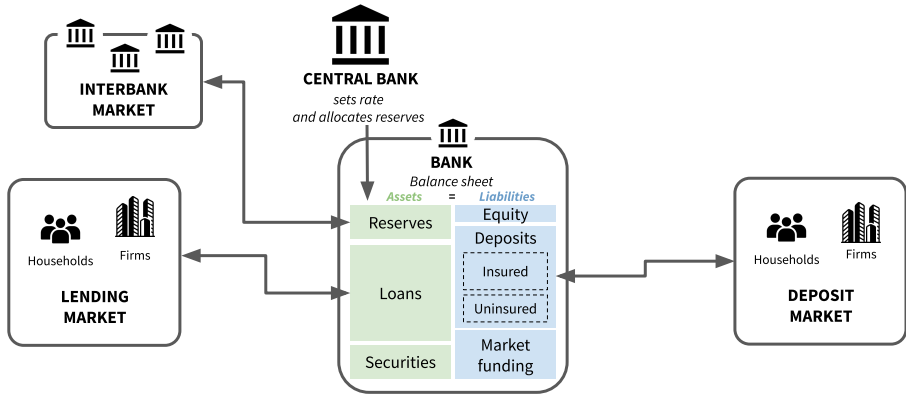 CENTRAL BANK
sets rate
and allocates reserves
INTERBANK
MARKET
BANK
Balance sheet
Assets = Liabilities
Reserves
Loans
Securities
Equity
Deposits
Insured
Uninsured
Market
funding
Households
Firms
LENDING
MARKET
Households
Firms
DEPOSIT
MARKET